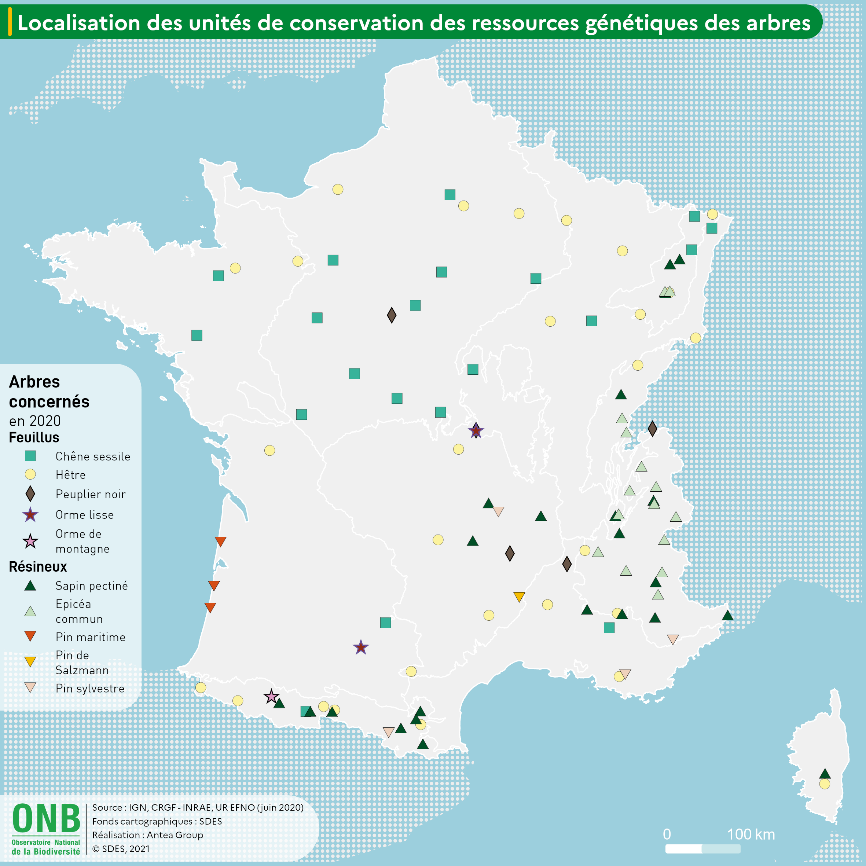 Localisation des unités de conservation des ressources génétiques des arbres
Arbres
concernés
en 2020
Feuillus
Chêne sessile
Hêtre
Peuplier noir
Orme lisse
Orme de
montagne
Résineux
Sapin pectiné
Epicéa
commun
Pin maritime
Pin de
Salzmann
Pin sylvestre
ONB
Observatoire National
de la Biodiversité
Source : IGN, CRGF - INRAE, UR EFNO (juin 2020)
Fonds cartographiques : SDES
Réalisation : Antea Group
© SDES, 2021
0 100 km